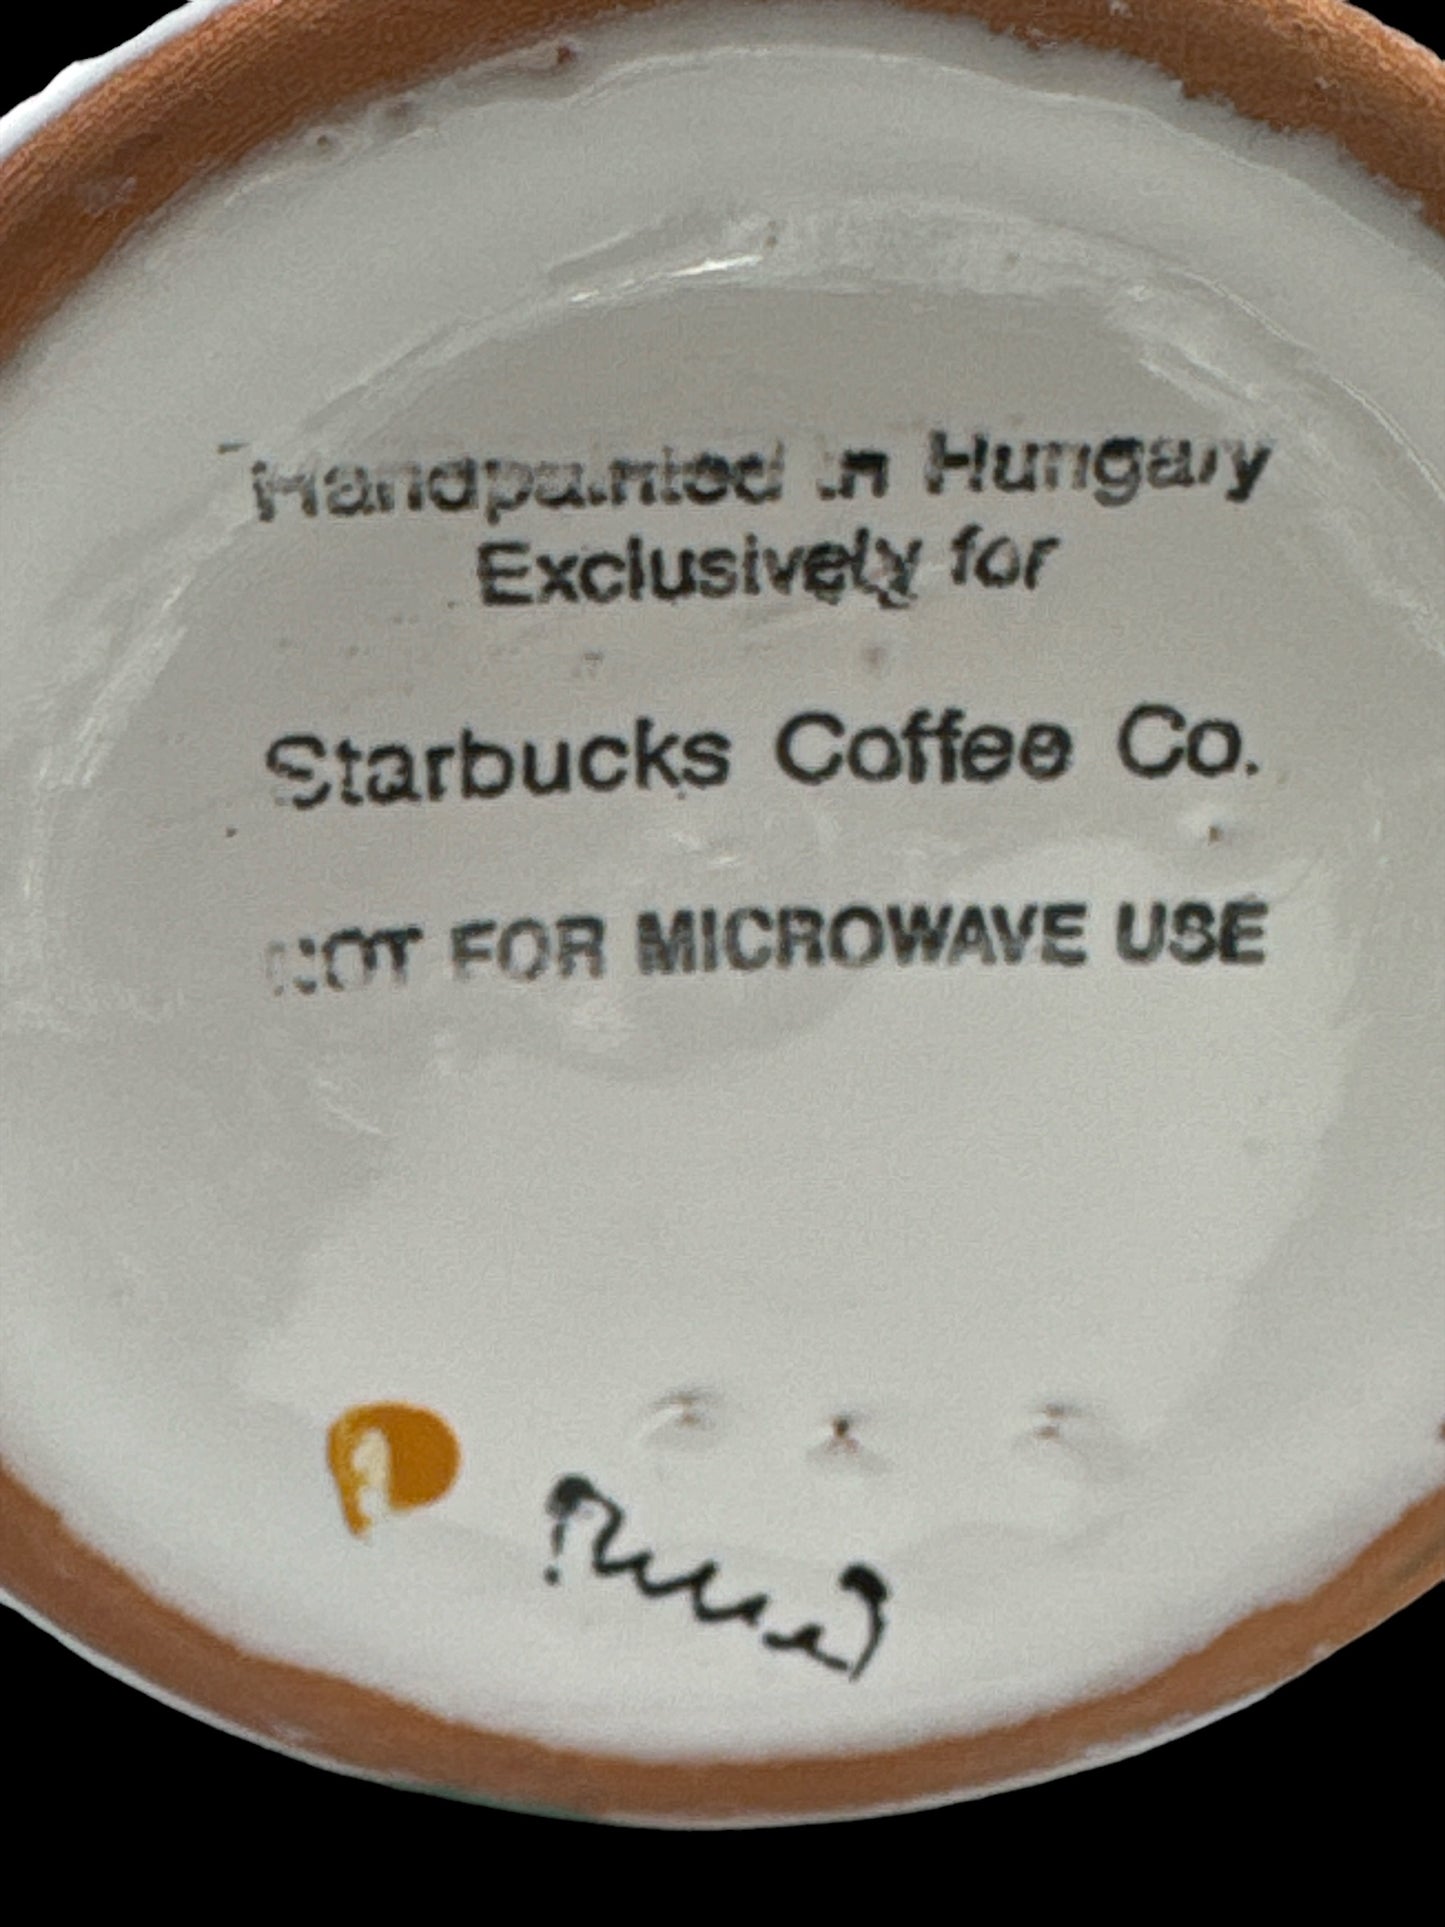 Handpainted in Hungary
Exclusively for
Starbucks Coffee Co.
NOT FOR MICROWAVE USE